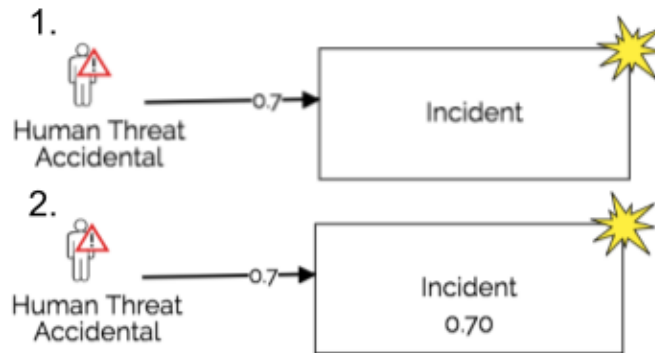 1.
0.7
Incident
Human Threat
Accidental
2.
0.7
Incident
0.70
Human Threat
Accidental